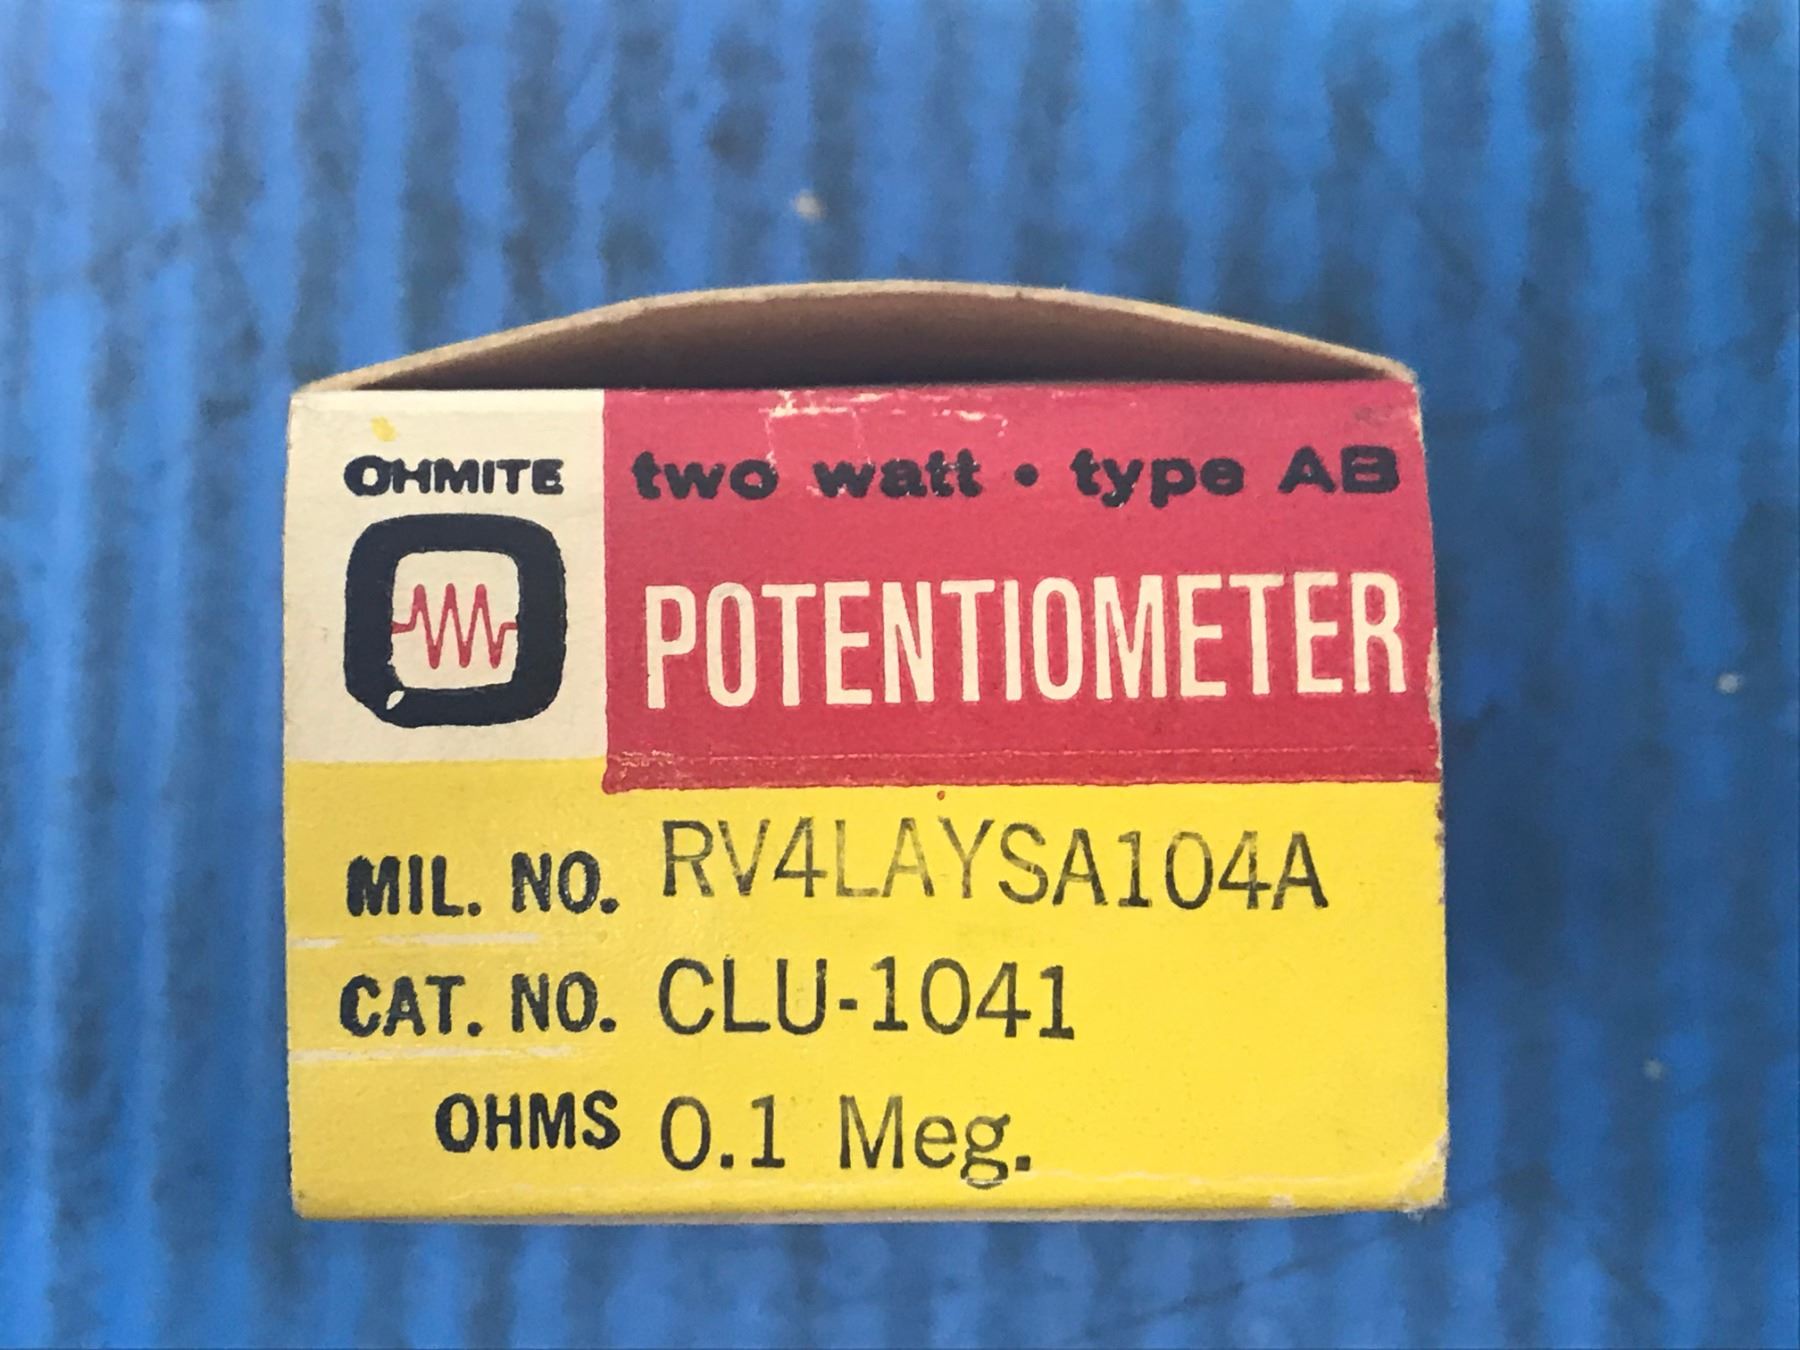 OHMITE
two watt • type AB
POTENTIOMETER
MIL. NO. RV4LAYSA104A
CAT. NO. CLU-1041
OHMS 0.1 Meg.